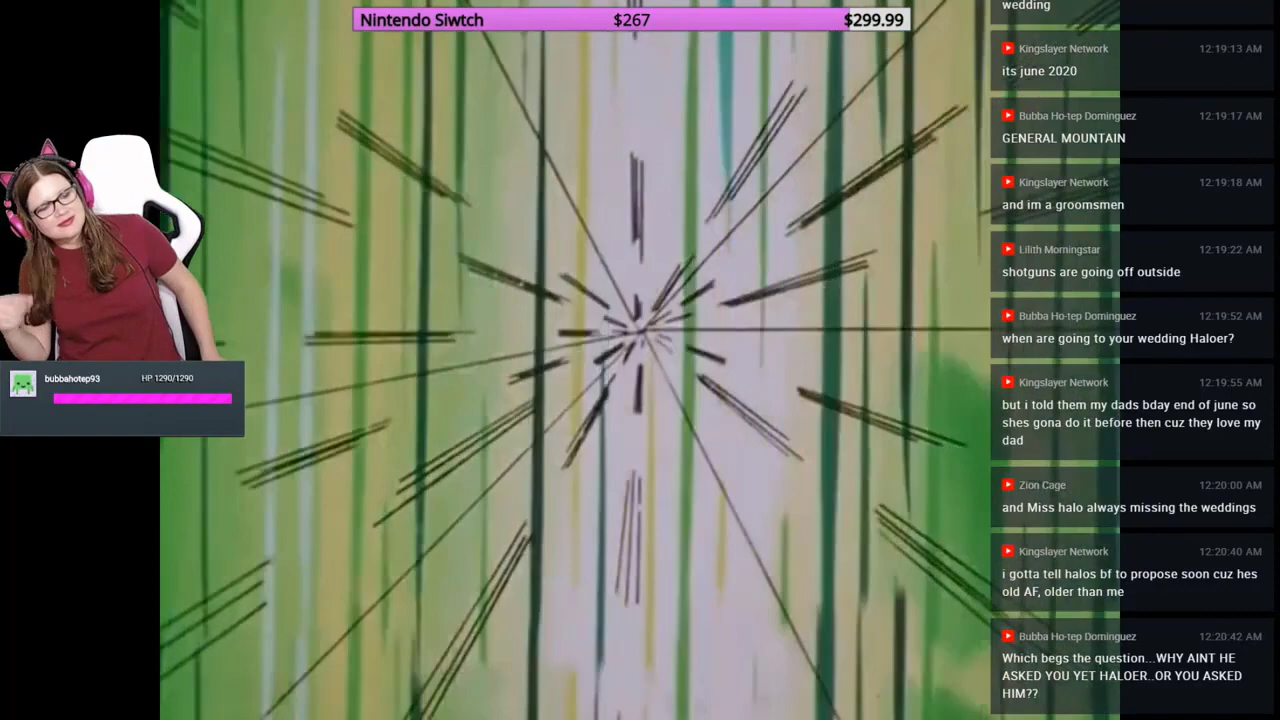 Nintendo Siwtch $267 $299.99
bubbahotep93 HP 1290/1290
wedding
Kingslayer Network 12:19:13 AM
its june 2020
Bubba Ho-tep Dominguez 12:19:17 AM
GENERAL MOUNTAIN
Kingslayer Network 12:19:18 AM
and im a groomsmen
Lilith Morningstar 12:19:22 AM
shotguns are going off outside
Bubba Ho-tep Dominguez 12:19:52 AM
when are going to your wedding Haloer?
Kingslayer Network 12:19:55 AM
but i told them my dads bday end of june so
shes gona do it before then cuz they love my
dad
Zion Cage 12:20:00 AM
and Miss halo always missing the weddings
Kingslayer Network 12:20:40 AM
i gotta tell halos bf to propose soon cuz hes
old AF, older than me
Bubba Ho-tep Dominguez 12:20:42 AM
Which begs the question...WHY AINT HE
ASKED YOU YET HALOER..OR YOU ASKED
HIM??